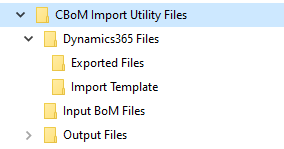 CBoM Import Utility Files
Dynamics365 Files
Exported Files
Import Template
Input BoM Files
Output Files